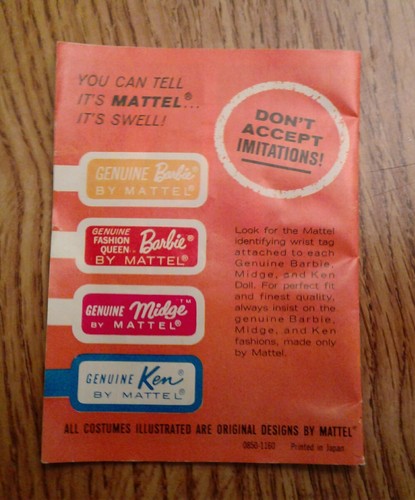 YOU CAN TELL
IT'S MATTEL®...
IT'S SWELL!
DON'T
ACCEPT
IMITATIONS!
GENUINE Barbie®
BY MATTEL®
GENUINE
FASHION
QUEEN™ Barbie®
BY MATTEL®
GENUINE Midge™
BY MATTEL®
GENUINE Ken®
BY MATTEL®
Look for the Mattel
identifying wrist tag
attached to each
Genuine Barbie,
Midge, and Ken
Doll. For perfect fit
and finest quality,
always insist on the
genuine Barbie,
Midge, and Ken
fashions, made only
by Mattel.
ALL COSTUMES ILLUSTRATED ARE ORIGINAL DESIGNS BY MATTEL®
0850-1160 Printed in Japan